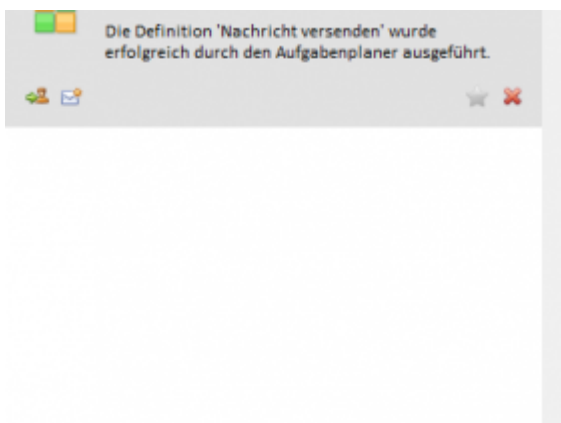 Die Definition 'Nachricht versenden' wurde
erfolgreich durch den Aufgabenplaner ausgeführt.